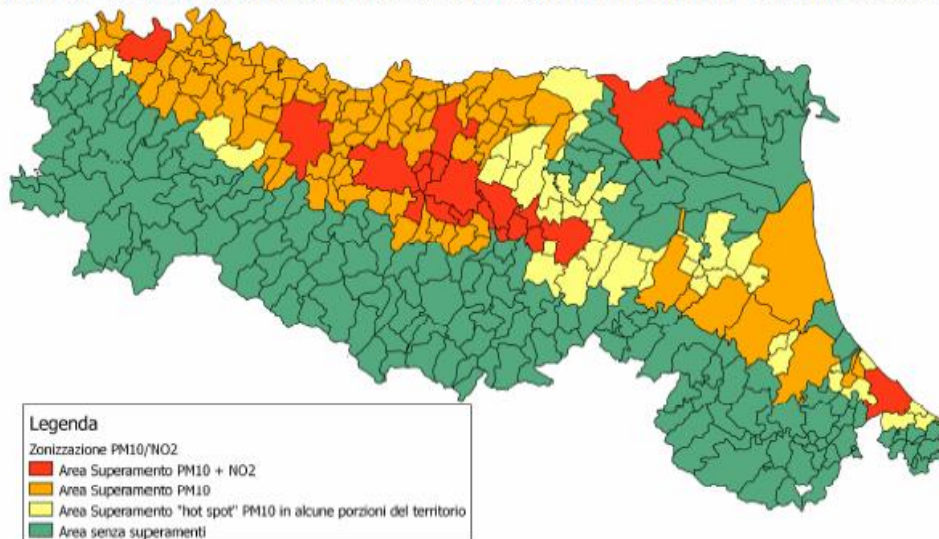 Legenda
Zonizzazione PM10/'NO2
Area Superamento PM10 + NO2
Area Superamento PM10
Area Superamento "hot spot" PM10 in alcune porzioni del territorio
Area senza superamenti